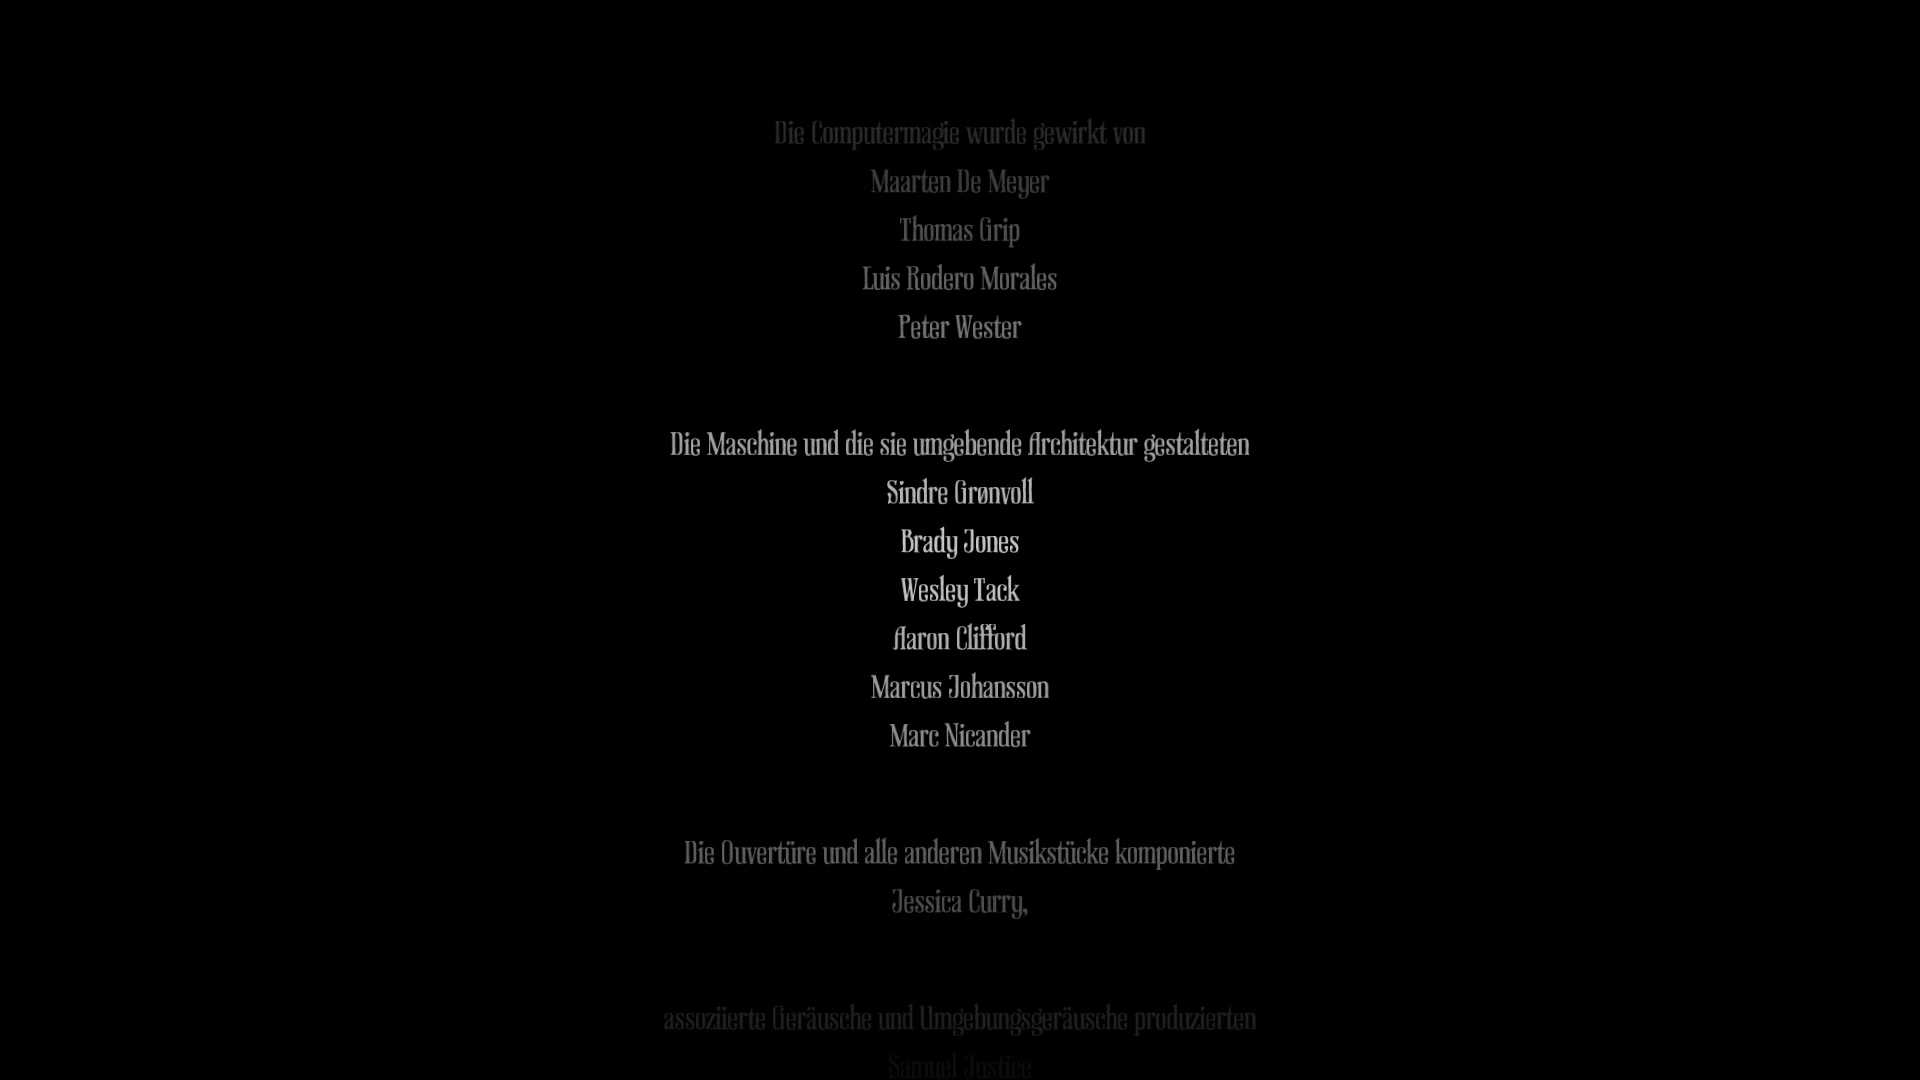 Die Computermagie wurde gewirkt von
Maarten De Meyer
Thomas Grip
Luis Rodero Morales
Peter Wester
Die Maschine und die sie umgebende Architektur gestalteten
Sindre Grønvoll
Brady Jones
Wesley Tack
Aaron Clifford
Marcus Johansson
Marc Nicander
Die Ouvertüre und alle anderen Musikstücke komponierte
Jessica Curry,
assoziierte Geräusche und Umgebungsgeräusche produzierten
Samuel Justice